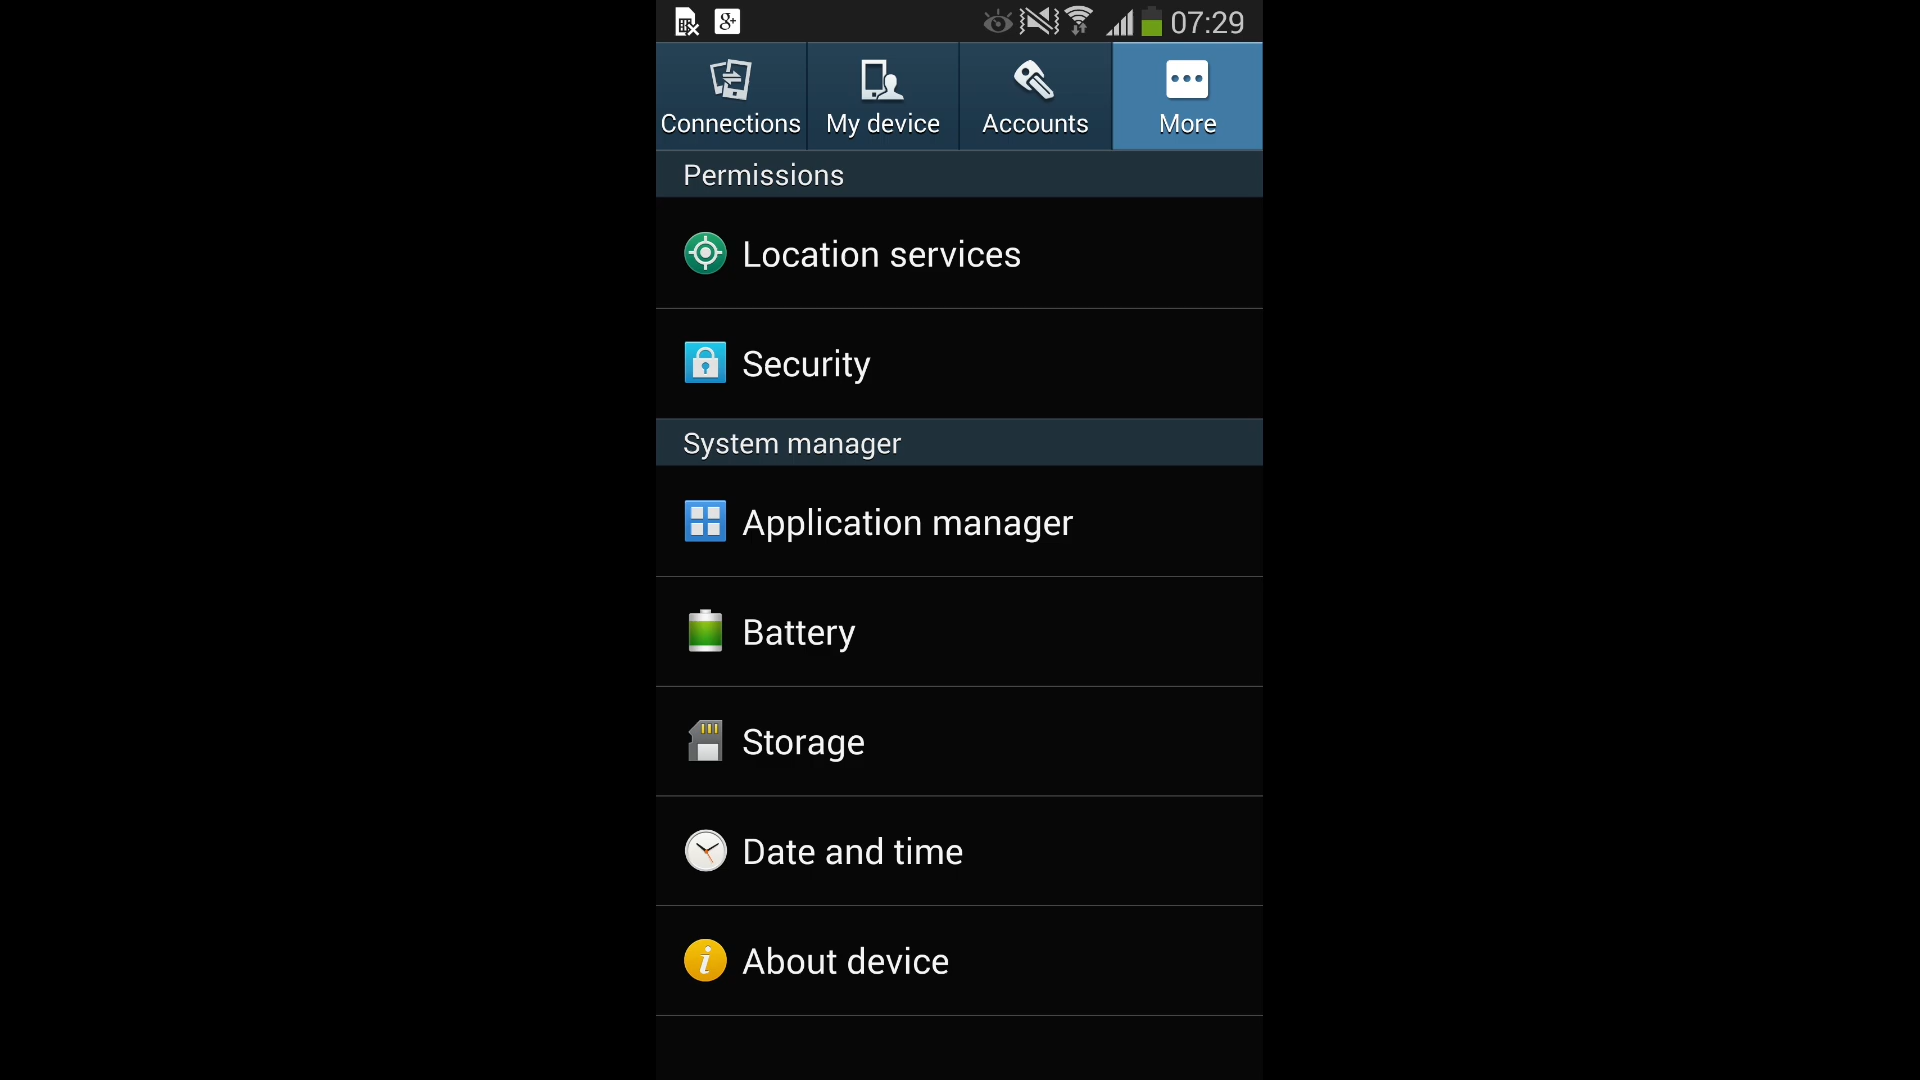 07:29
Connections My device Accounts More
Permissions
Location services
Security
System manager
Application manager
Battery
Storage
Date and time
About device